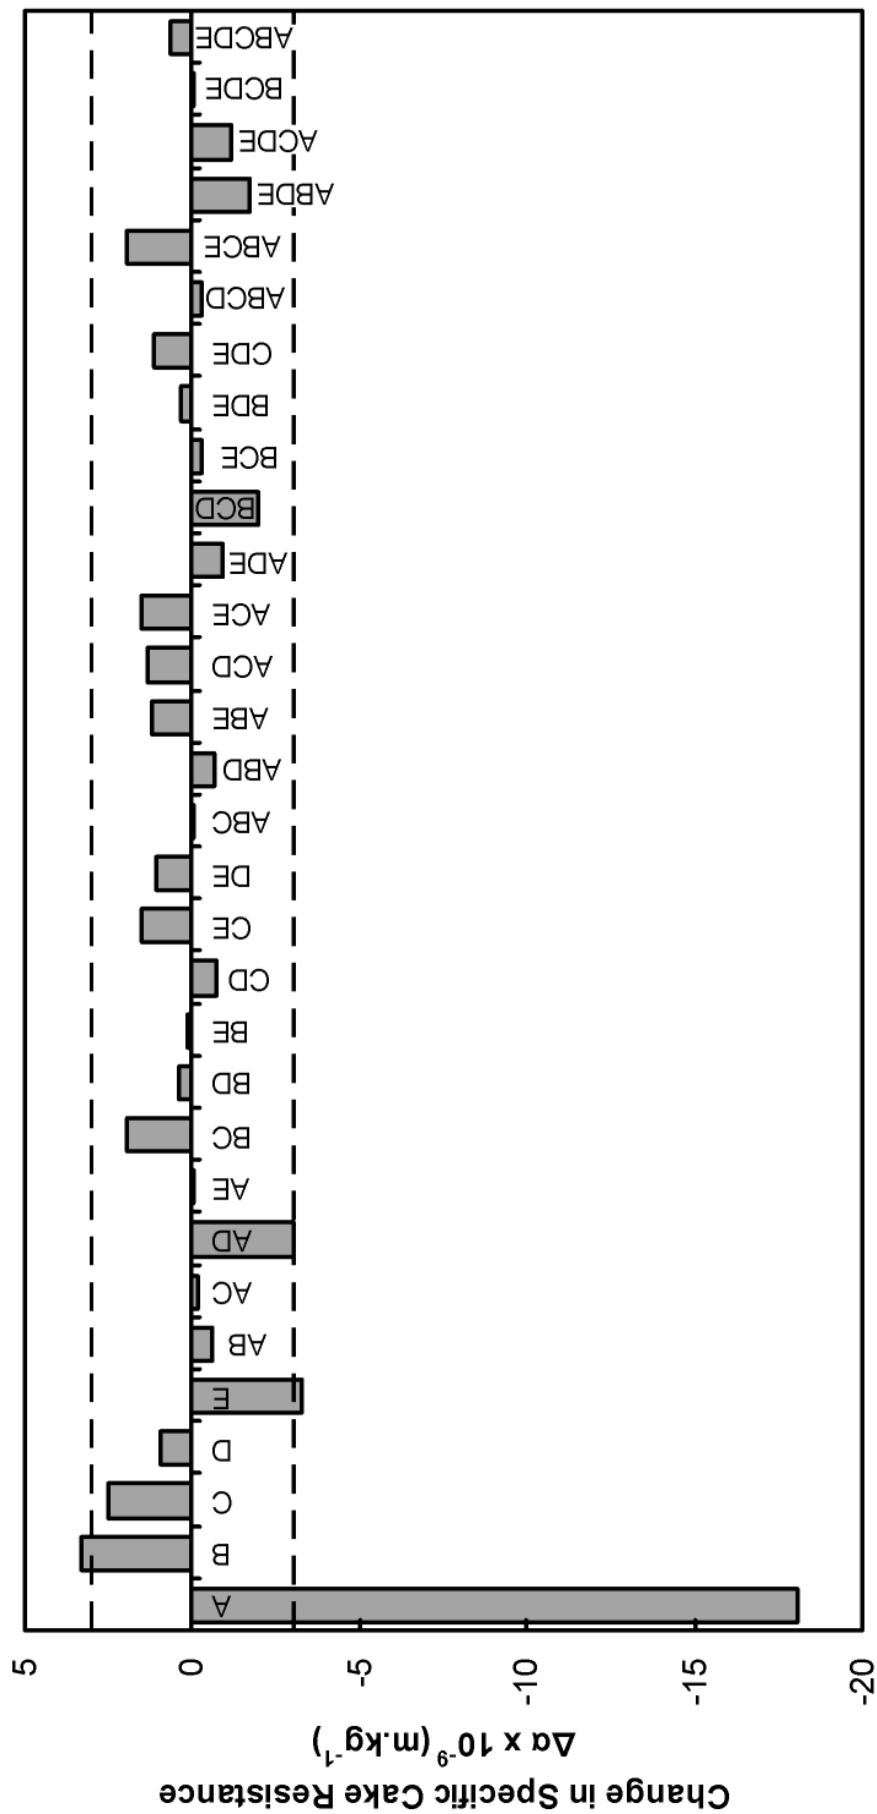 ABCDE
BCDE
ACDE
ABDE
ABCE
ABCD
CDE
BDE
BCE
BCD
ADE
ACE
ACD
ABE
ABD
ABC
DE
CE
CD
BE
BD
BC
AE
AD
AC
AB
E
D
C
B
A
5
0
-5
-10
-15
-20
Δα x 10⁻⁹ (m.kg⁻¹)
Change in Specific Cake Resistance